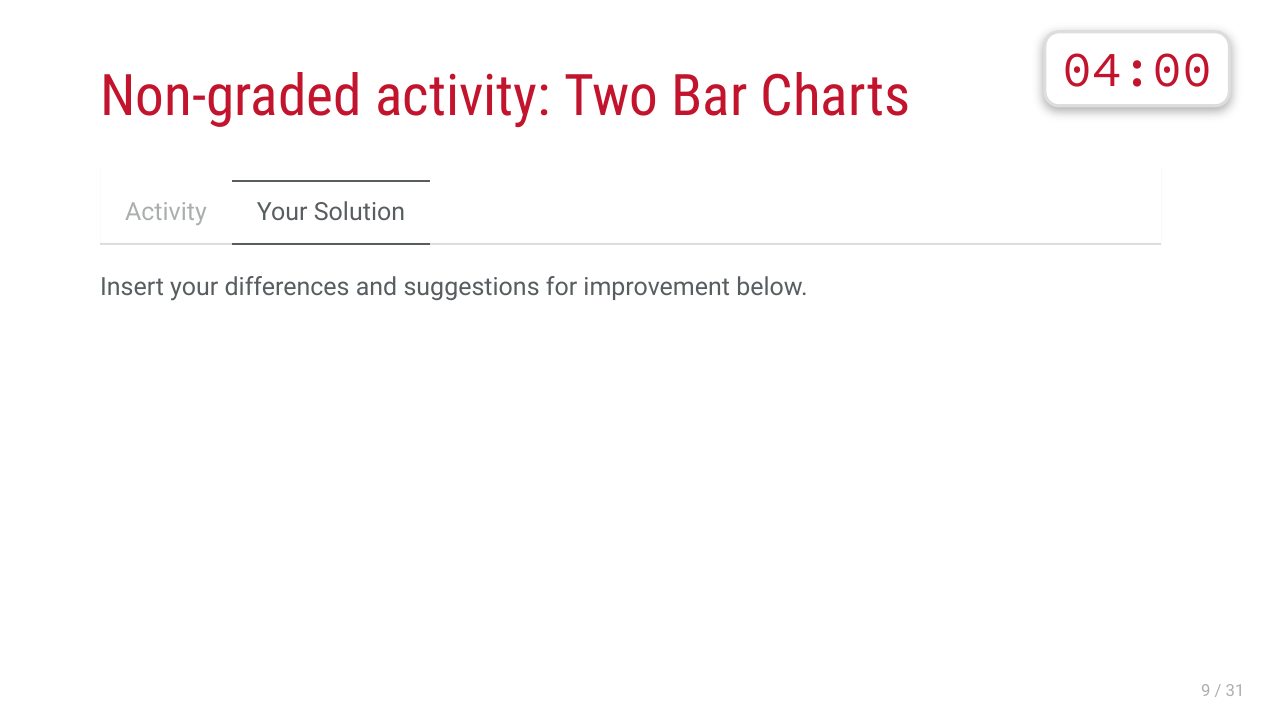 04:00
Non-graded activity: Two Bar Charts
Activity
Your Solution
Insert your differences and suggestions for improvement below.
9 / 31